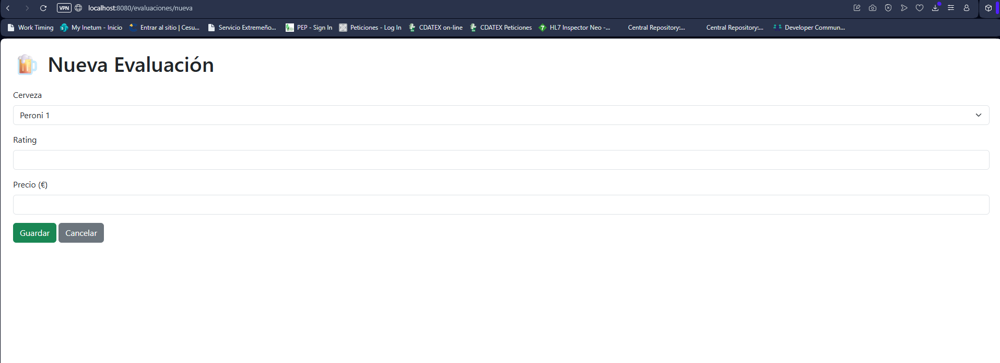 VPN localhost:8080/evaluaciones/nueva
Work Timing My Inetum - Inicio Entrar al sitio | Cesu... Servicio Extremeño... PEP - Sign In Peticiones - Log In CDATEX on-line CDATEX Peticiones HL7 Inspector Neo -... Central Repository:... Central Repository:... Developer Commun...
Nueva Evaluación
Cerveza
Peroni 1
Rating
Precio (€)
Guardar Cancelar